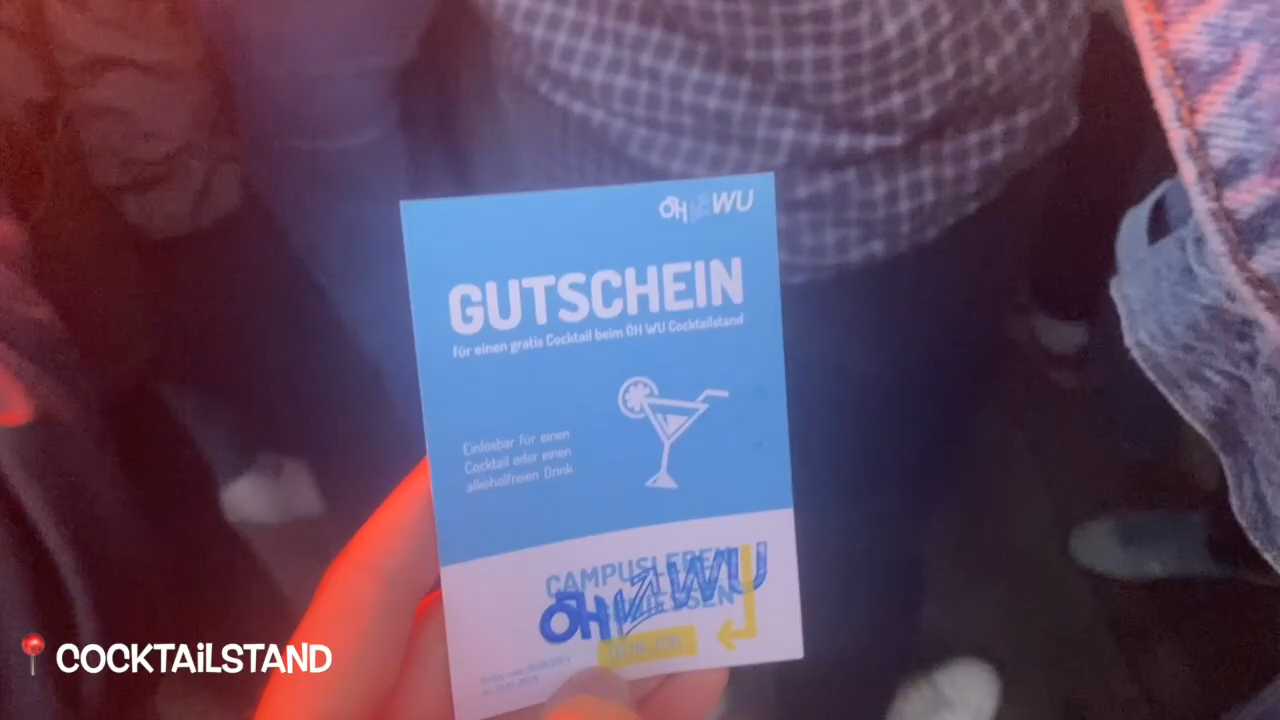 ÖH WU
GUTSCHEIN
für einen gratis Cocktail beim ÖH WU Cocktailstand
Einlösbar für einen
Cocktail oder einen
alkoholfreien Drink
CAMPUSLEBEN
ÖH WU
COCKTAiLSTAND